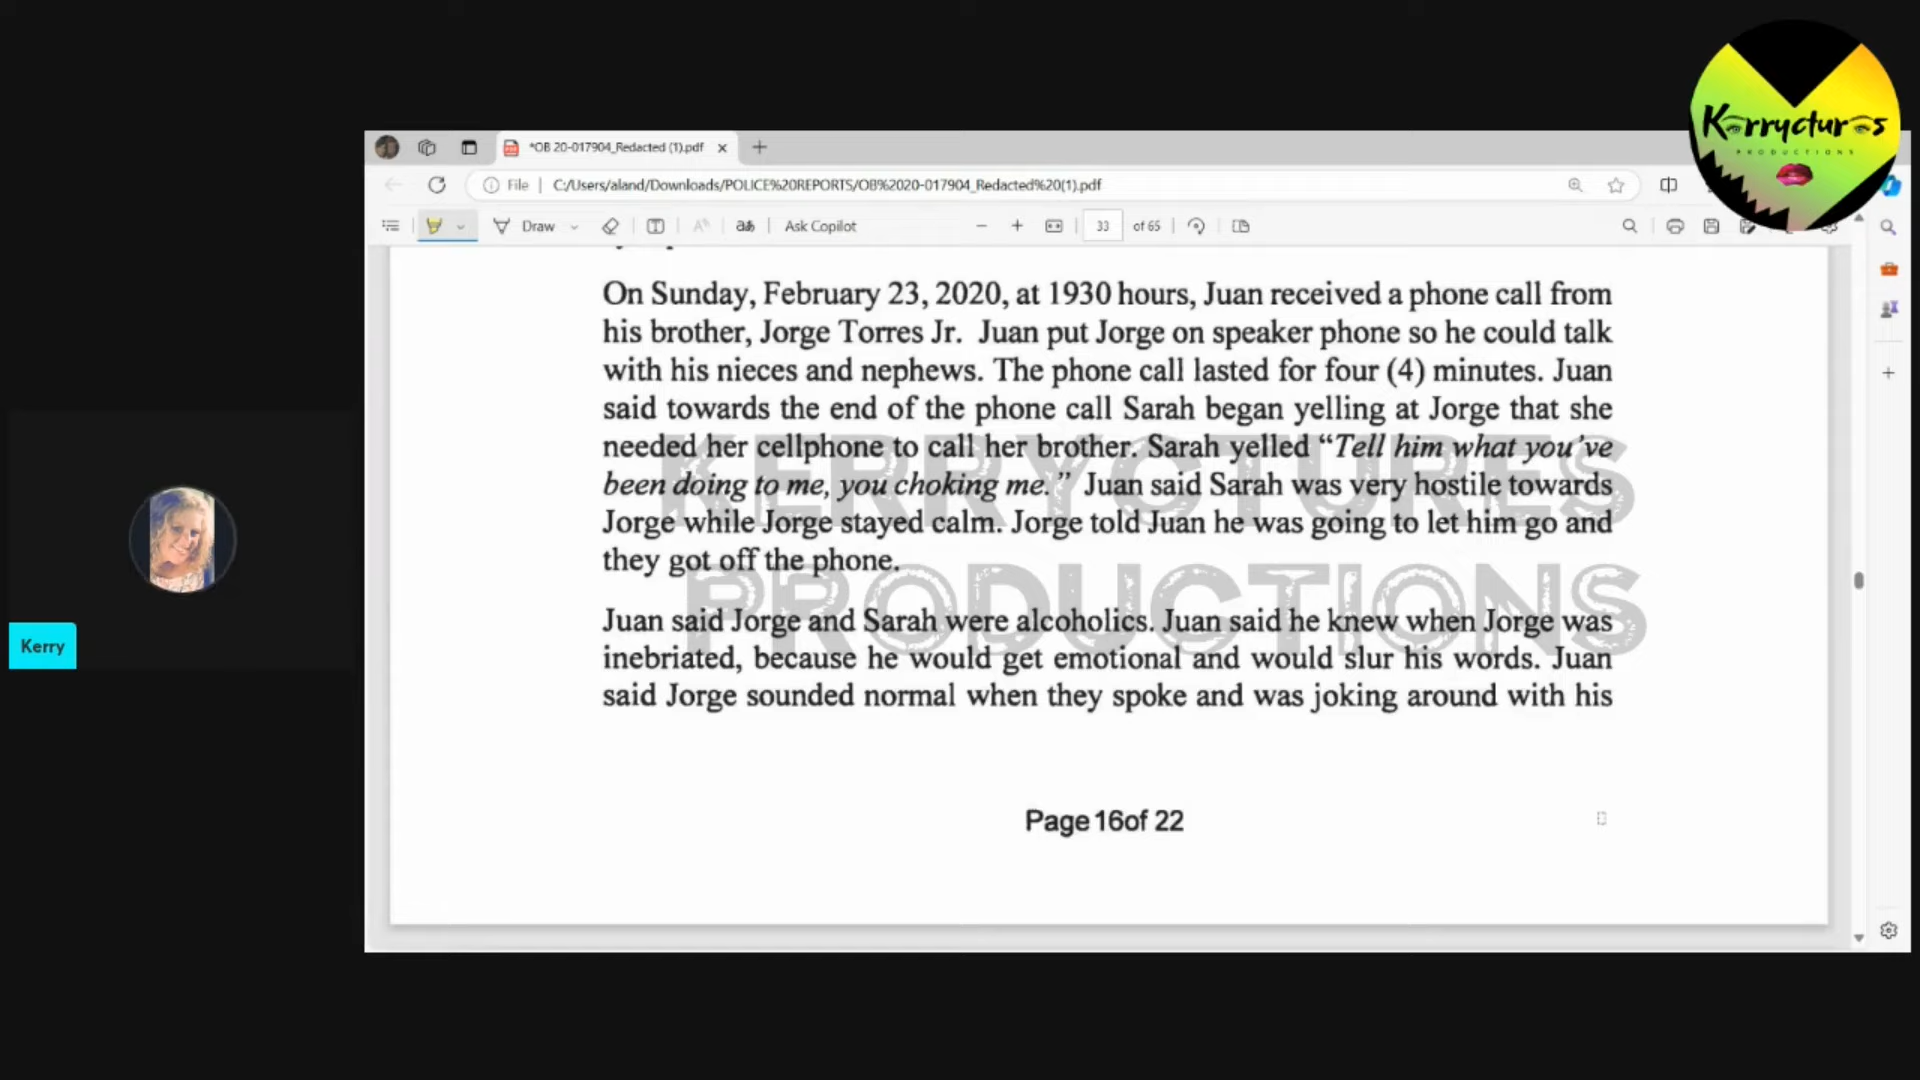 Kerryctures
PRODUCTIONS
*OB 20-017904_Redacted (1).pdf
File
C:/Users/aland/Downloads/POLICE%20REPORTS/OB%2020-017904_Redacted%20(1).pdf
Draw
Ask Copilot
33
of 65
On Sunday, February 23, 2020, at 1930 hours, Juan received a phone call from
his brother, Jorge Torres Jr. Juan put Jorge on speaker phone so he could talk
with his nieces and nephews. The phone call lasted for four (4) minutes. Juan
said towards the end of the phone call Sarah began yelling at Jorge that she
needed her cellphone to call her brother. Sarah yelled “Tell him what you’ve
been doing to me, you choking me.” Juan said Sarah was very hostile towards
Jorge while Jorge stayed calm. Jorge told Juan he was going to let him go and
they got off the phone.
KERRYCTURES
PRODUCTIONS
Juan said Jorge and Sarah were alcoholics. Juan said he knew when Jorge was
inebriated, because he would get emotional and would slur his words. Juan
said Jorge sounded normal when they spoke and was joking around with his
Page 16of 22
Kerry